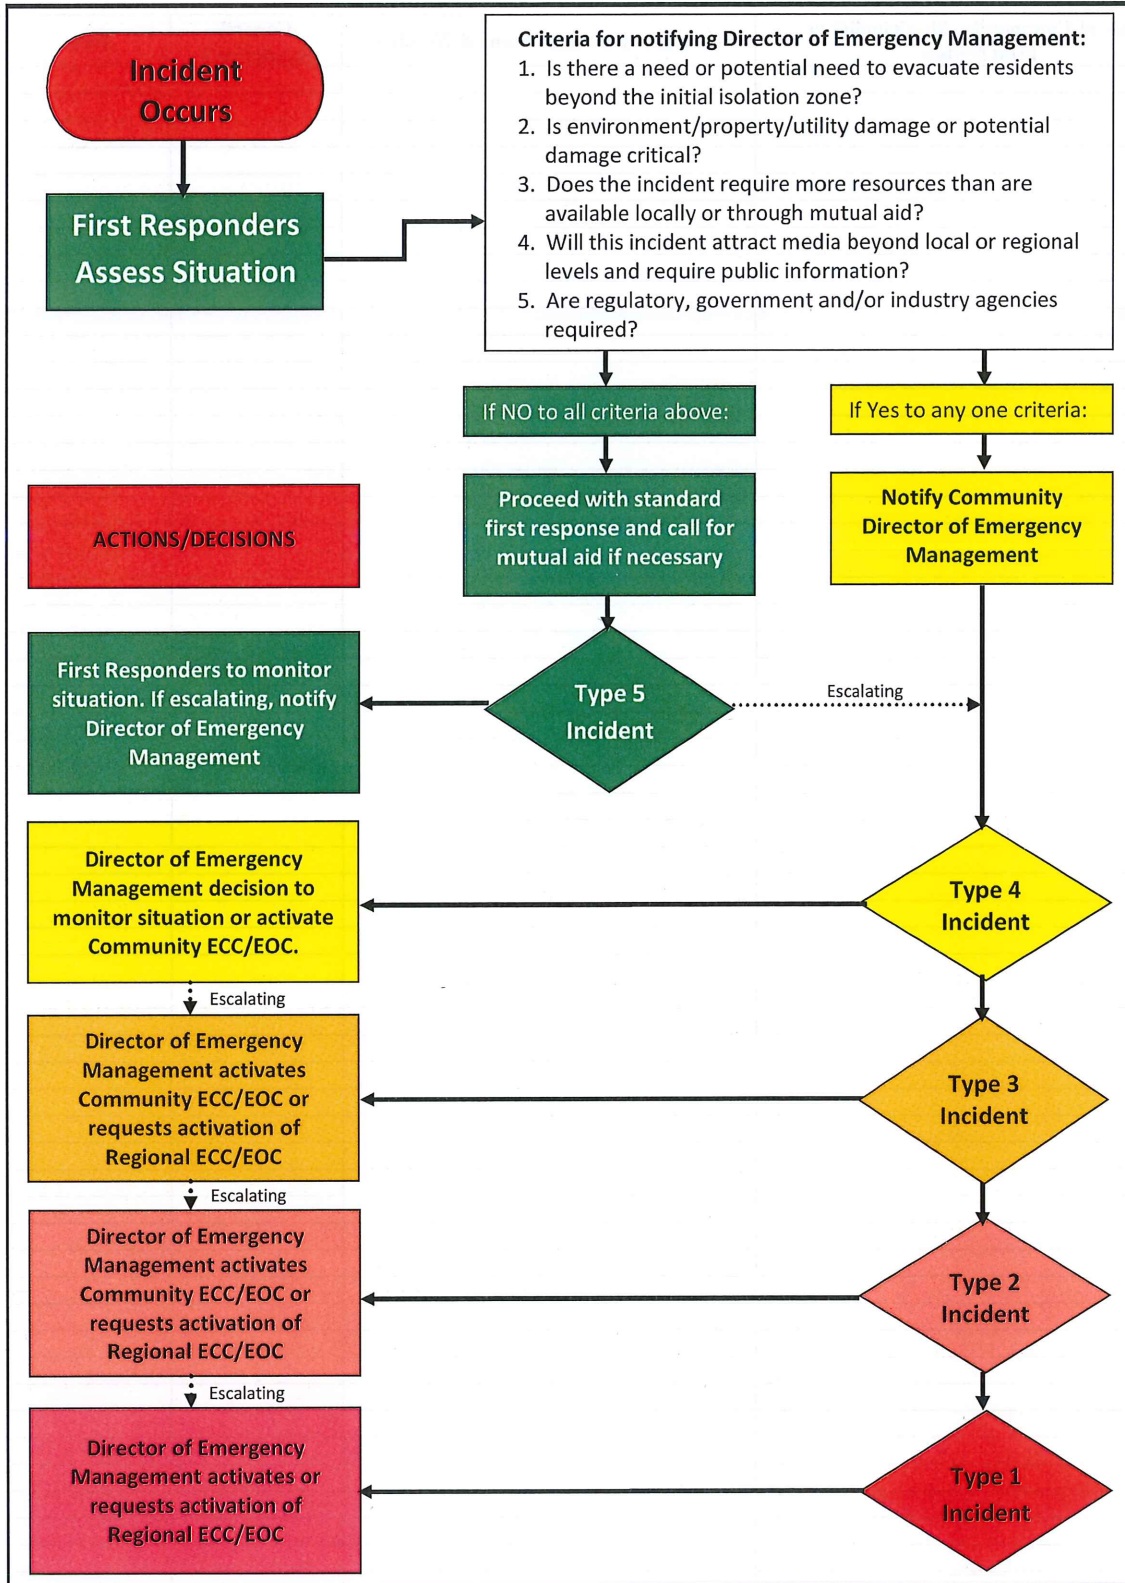 Incident
Occurs
First Responders
Assess Situation
Criteria for notifying Director of Emergency Management:
1. Is there a need or potential need to evacuate residents
beyond the initial isolation zone?
2. Is environment/property/utility damage or potential
damage critical?
3. Does the incident require more resources than are
available locally or through mutual aid?
4. Will this incident attract media beyond local or regional
levels and require public information?
5. Are regulatory, government and/or industry agencies
required?
If NO to all criteria above:
If Yes to any one criteria:
Proceed with standard
first response and call for
mutual aid if necessary
Notify Community
Director of Emergency
Management
ACTIONS/DECISIONS
First Responders to monitor
situation. If escalating, notify
Director of Emergency
Management
Type 5
Incident
Escalating
Director of Emergency
Management decision to
monitor situation or activate
Community ECC/EOC.
Type 4
Incident
Escalating
Director of Emergency
Management activates
Community ECC/EOC or
requests activation of
Regional ECC/EOC
Type 3
Incident
Escalating
Director of Emergency
Management activates
Community ECC/EOC or
requests activation of
Regional ECC/EOC
Type 2
Incident
Escalating
Director of Emergency
Management activates or
requests activation of
Regional ECC/EOC
Type 1
Incident